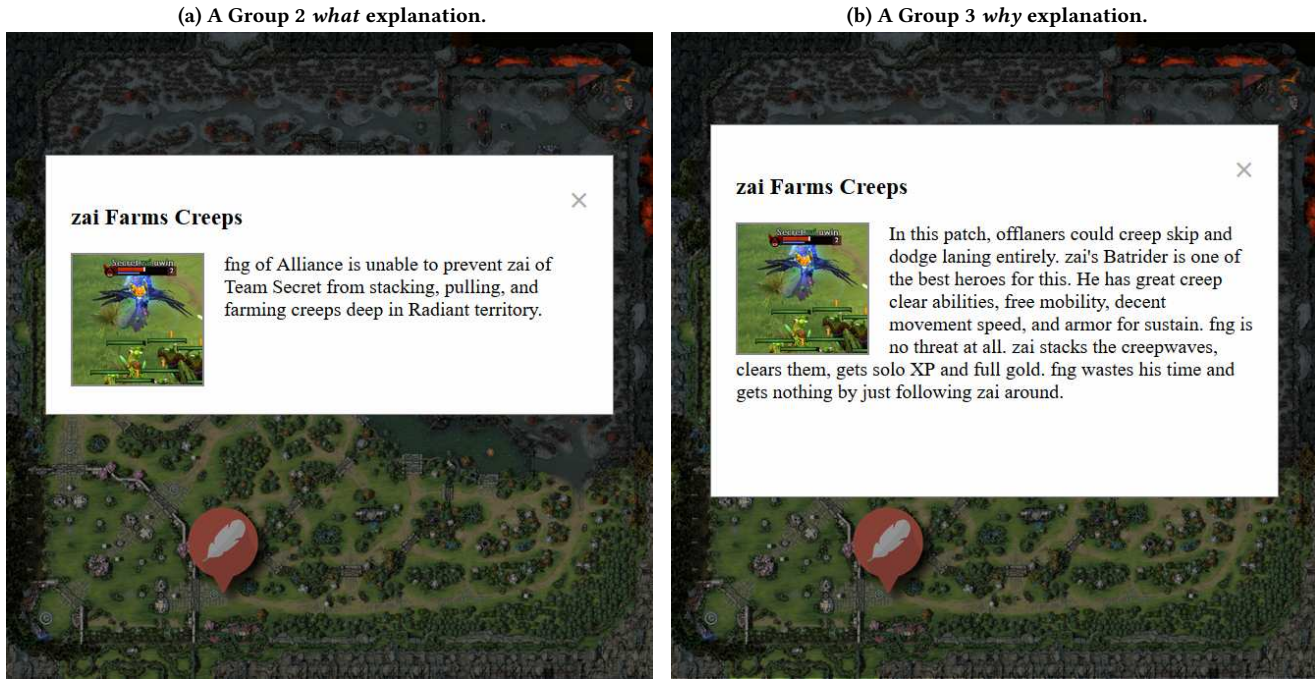 (a) A Group 2 what explanation.
zai Farms Creeps
×
fng of Alliance is unable to prevent zai of
Team Secret from stacking, pulling, and
farming creeps deep in Radiant territory.
(b) A Group 3 why explanation.
zai Farms Creeps
×
In this patch, offlaners could creep skip and
dodge laning entirely. zai's Batrider is one of
the best heroes for this. He has great creep
clear abilities, free mobility, decent
movement speed, and armor for sustain. fng is
no threat at all. zai stacks the creepwaves,
clears them, gets solo XP and full gold. fng wastes his time and
gets nothing by just following zai around.